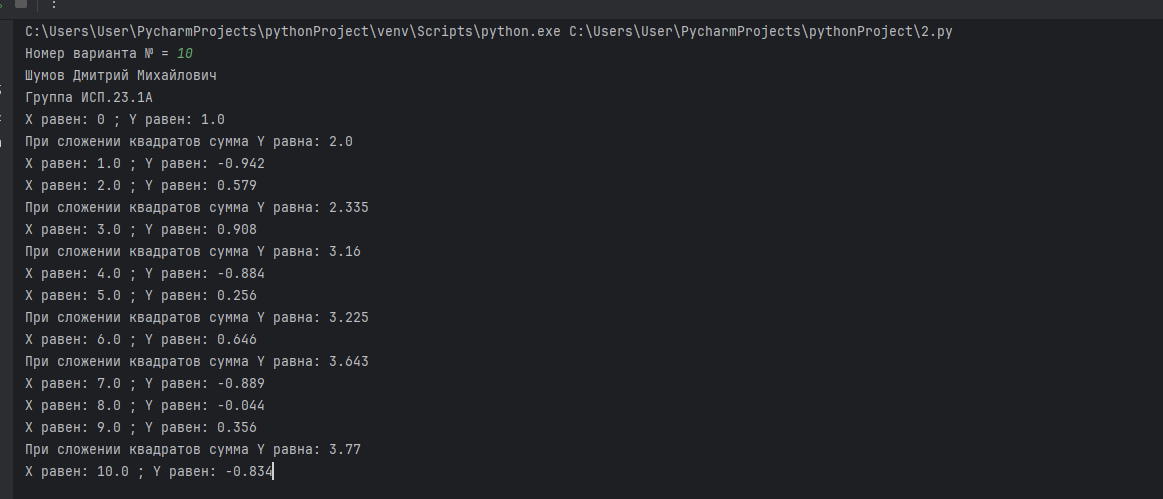 C:\Users\User\PycharmProjects\pythonProject\venv\Scripts\python.exe C:\Users\User\PycharmProjects\pythonProject\2.py
Номер варианта № = 10
Шумов Дмитрий Михайлович
Группа ИСП.23.1А
X равен: 0 ; Y равен: 1.0
При сложении квадратов сумма Y равна: 2.0
X равен: 1.0 ; Y равен: -0.942
X равен: 2.0 ; Y равен: 0.579
При сложении квадратов сумма Y равна: 2.335
X равен: 3.0 ; Y равен: 0.908
При сложении квадратов сумма Y равна: 3.16
X равен: 4.0 ; Y равен: -0.884
X равен: 5.0 ; Y равен: 0.256
При сложении квадратов сумма Y равна: 3.225
X равен: 6.0 ; Y равен: 0.646
При сложении квадратов сумма Y равна: 3.643
X равен: 7.0 ; Y равен: -0.889
X равен: 8.0 ; Y равен: -0.044
X равен: 9.0 ; Y равен: 0.356
При сложении квадратов сумма Y равна: 3.77
X равен: 10.0 ; Y равен: -0.834